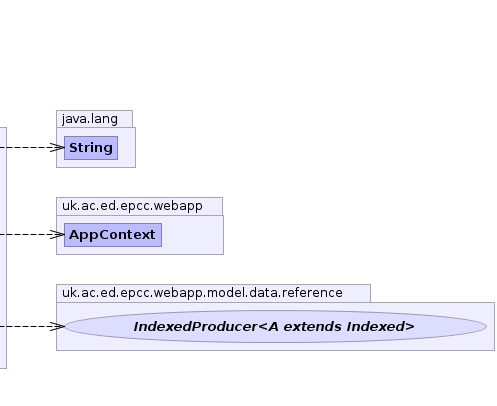 java.lang
String
uk.ac.ed.epcc.webapp
AppContext
uk.ac.ed.epcc.webapp.model.data.reference
IndexedProducer<A extends Indexed>